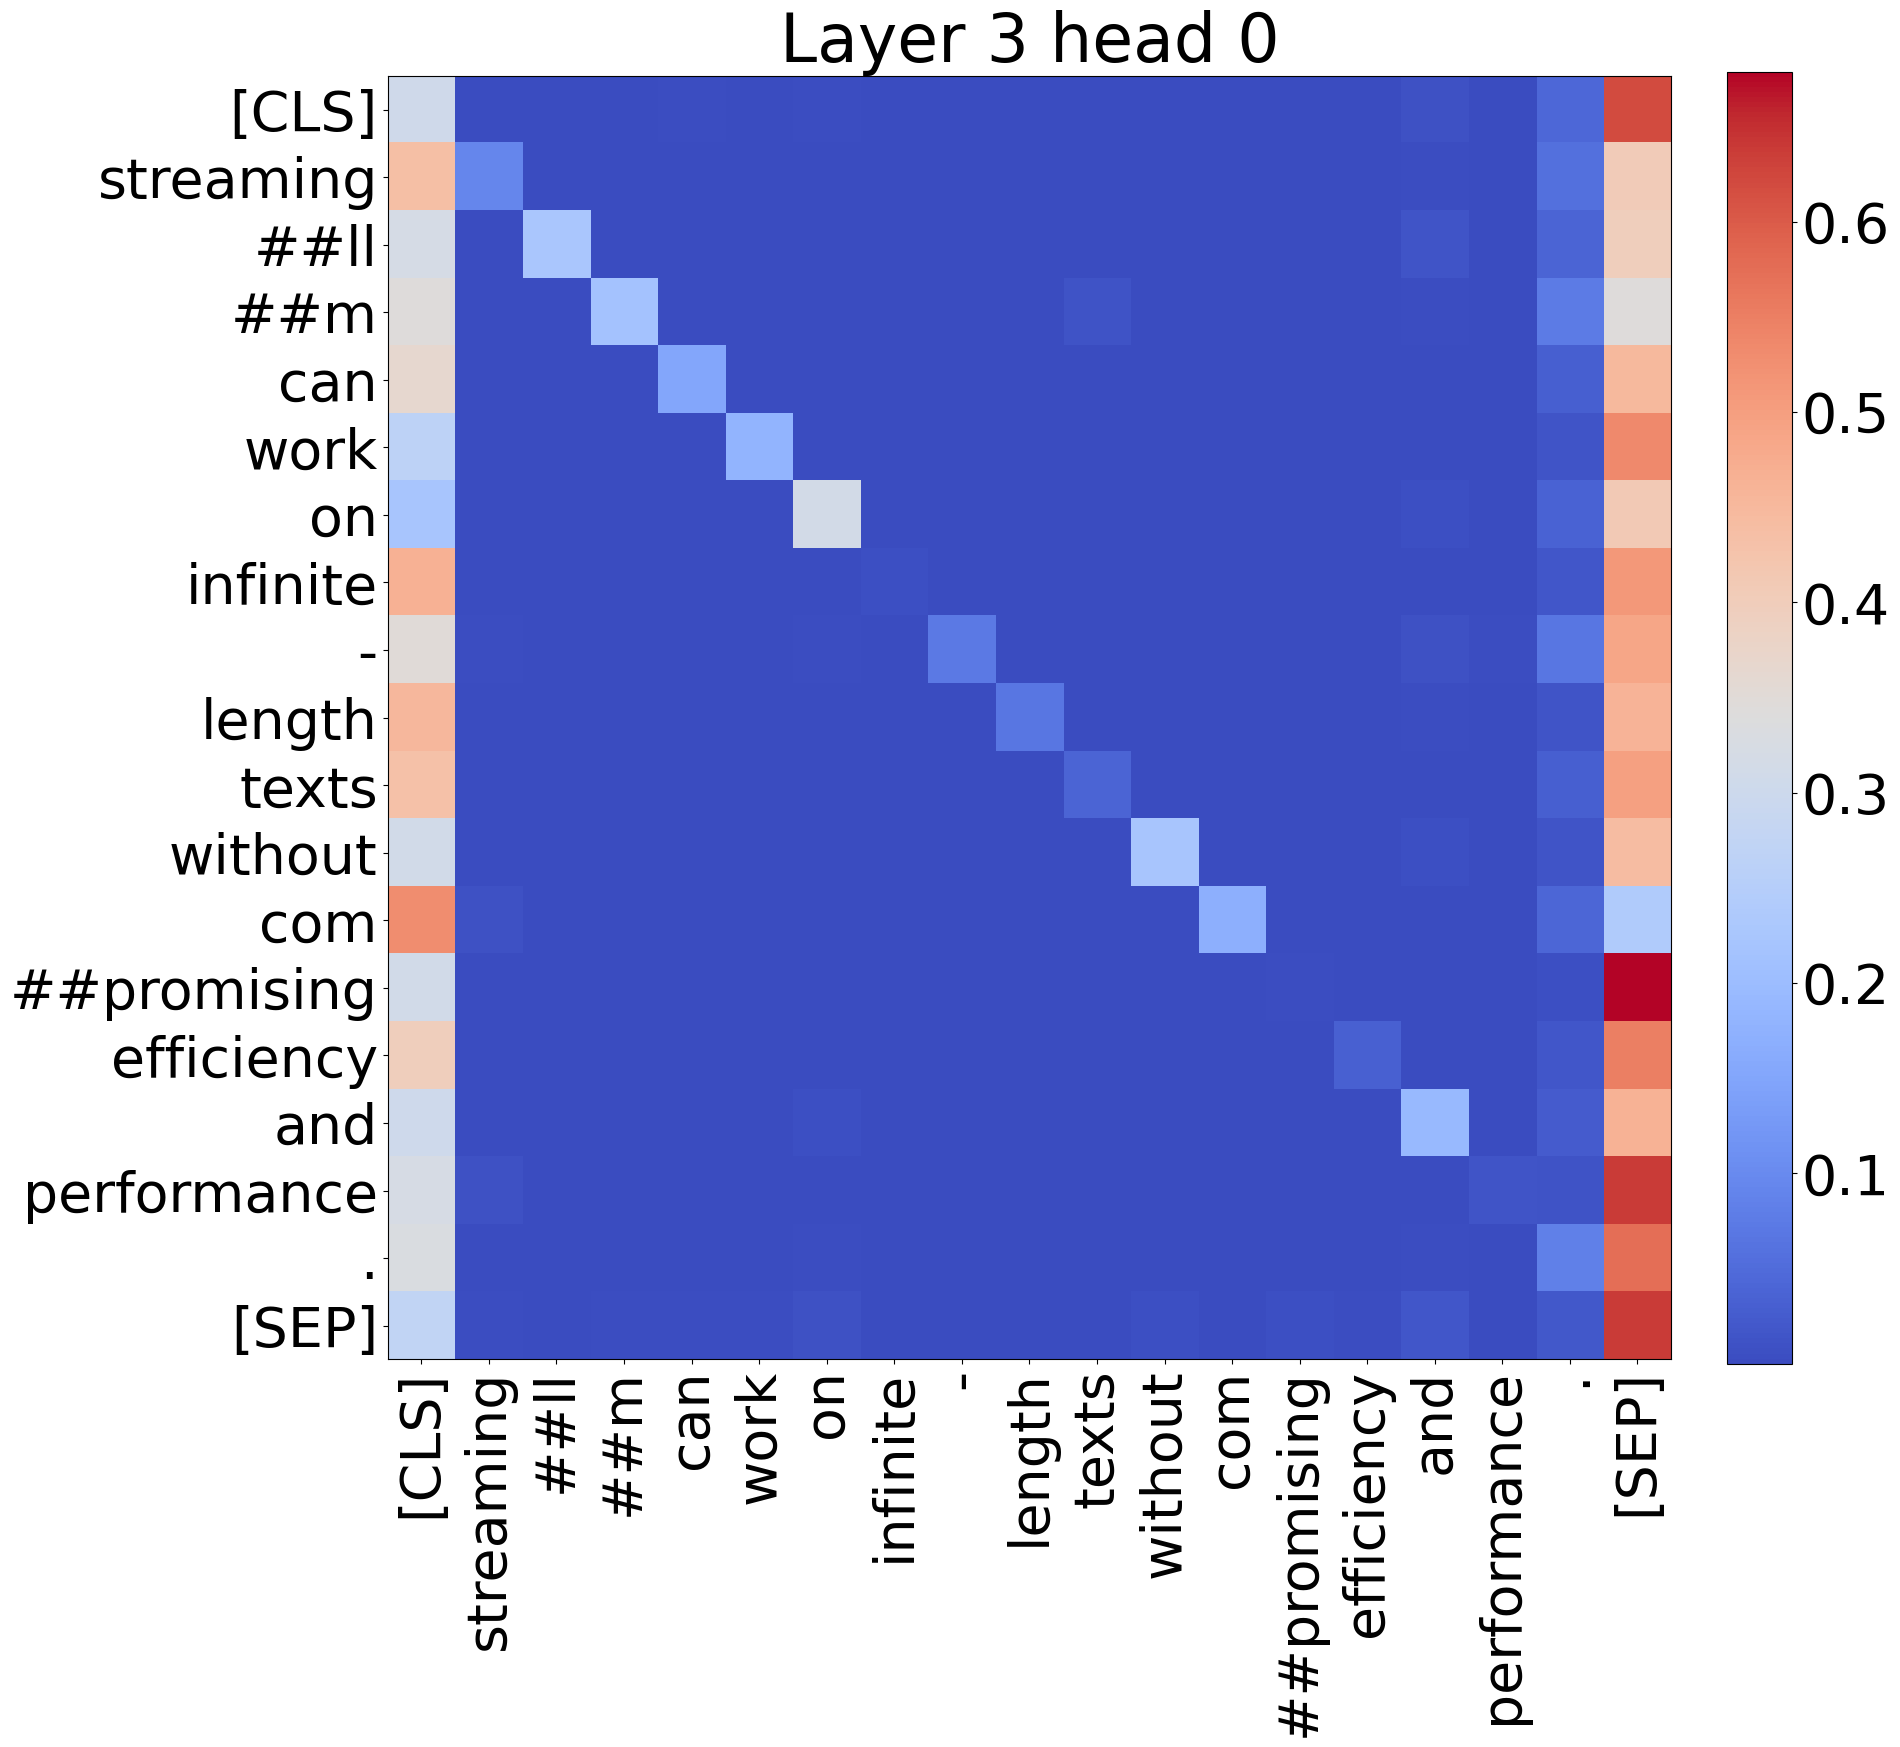 Layer 3 head 0
[CLS]
streaming
##ll
##m
can
work
on
infinite
-
length
texts
without
com
##promising
efficiency
and
performance
.
[SEP]
[CLS]
streaming
##ll
##m
can
work
on
infinite
-
length
texts
without
com
##promising
efficiency
and
performance
.
[SEP]
0.6
0.5
0.4
0.3
0.2
0.1